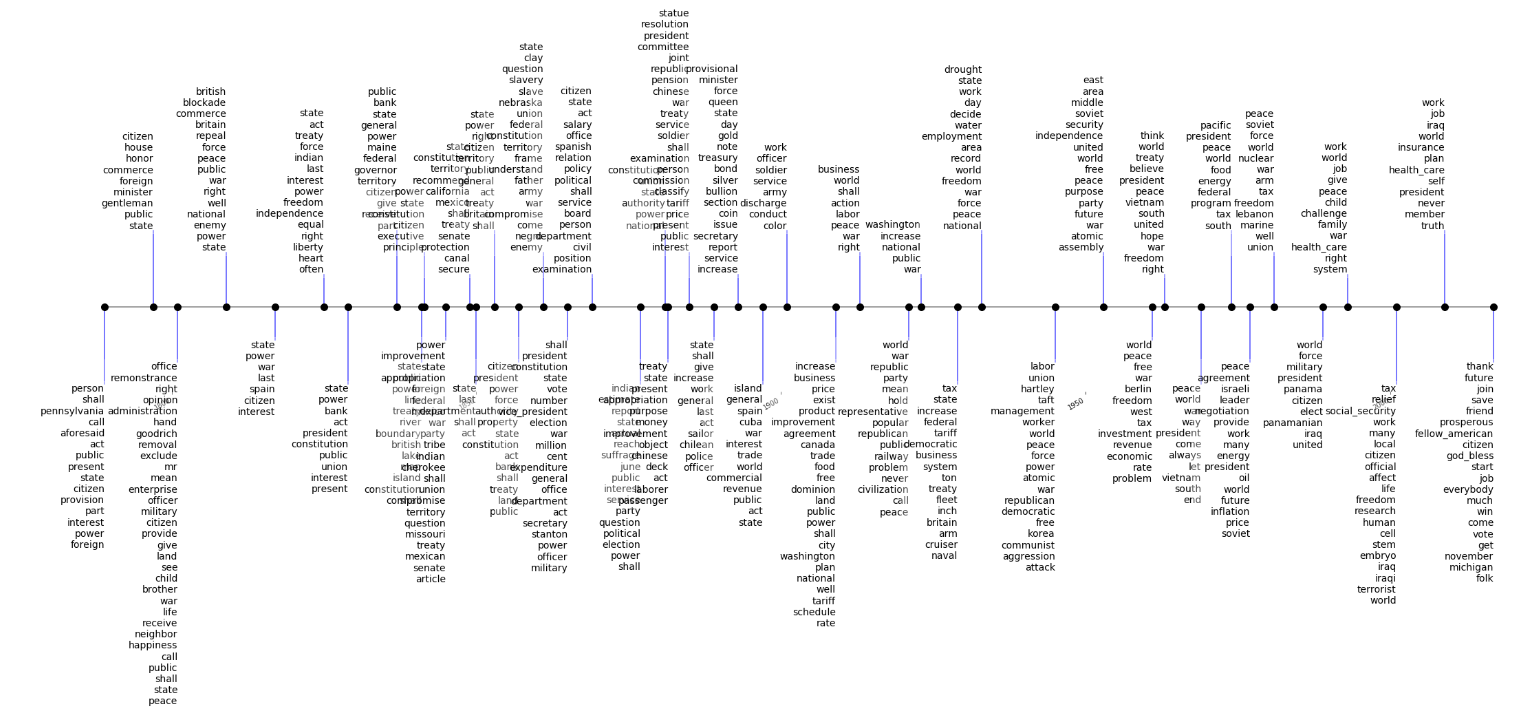 citizen
house
honor
commerce
foreign
minister
gentleman
public
state
british
blockade
commerce
britain
repeal
force
peace
public
war
right
well
national
enemy
power
state
state
act
treaty
force
indian
last
interest
power
freedom
independence
equal
right
liberty
heart
often
public
bank
state
general
power
maine
federal
governor
territory
citizen
give
executive
principle
recommend
california
mexico
treaty
senate
protection
canal
secure
state
power
right
citizen
territory
public
general
act
treaty
britain
shall
state
clay
question
slavery
slave
nebraska
union
federal
constitution
territory
frame
understand
father
army
war
compromise
come
negro
enemy
citizen
state
act
salary
office
spanish
relation
policy
political
shall
service
board
person
department
civil
position
examination
statue
resolution
president
committee
joint
republic
pension
chinese
war
treaty
service
soldier
shall
examination
person
commission
classify
tariff
price
present
public
interest
provisional
minister
force
queen
state
day
gold
note
treasury
bond
silver
bullion
section
coin
issue
secretary
report
service
increase
work
officer
soldier
service
army
discharge
conduct
color
business
world
shall
action
labor
peace
war
right
washington
increase
national
public
war
drought
state
work
day
decide
water
employment
area
record
world
freedom
war
force
peace
national
east
area
middle
soviet
security
independence
united
world
free
peace
purpose
party
future
war
atomic
assembly
think
world
treaty
believe
president
peace
vietnam
south
united
hope
war
freedom
right
pacific
president
peace
world
food
energy
federal
program
tax
south
peace
soviet
force
world
nuclear
war
arm
tax
freedom
lebanon
marine
well
union
work
world
job
give
peace
child
challenge
family
war
health_care
right
system
work
job
iraq
world
insurance
plan
health_care
self
president
never
member
truth
person
shall
pennsylvania
call
aforesaid
act
public
present
state
citizen
provision
part
interest
power
foreign
office
remonstrance
right
opinion
administration
hand
goodrich
removal
exclude
mr
mean
enterprise
officer
military
citizen
provide
give
land
see
child
brother
war
life
receive
neighbor
happiness
call
public
shall
state
peace
state
power
war
last
spain
citizen
interest
state
power
bank
act
president
constitution
public
union
interest
present
power
improvement
state
foreign
war
party
tribe
indian
cherokee
shall
union
compromise
territory
question
missouri
treaty
mexican
senate
article
state
last
department
shall
act
citizen
president
power
force
authority
property
state
constitution
act
bank
shall
treaty
land
public
shall
president
constitution
state
vote
number
vice_president
election
war
million
cent
expenditure
general
office
department
act
secretary
stanton
power
officer
military
indian
report
state
improvement
reach
suffrage
june
public
interest
service
party
question
political
election
power
shall
treaty
state
present
appropriation
purpose
money
object
chinese
deck
act
laborer
passenger
state
shall
give
increase
work
general
last
act
sailor
chilean
police
officer
island
general
spain
cuba
war
interest
trade
world
commercial
revenue
public
act
state
1900
increase
business
price
exist
product
improvement
agreement
canada
trade
food
free
dominion
land
public
power
shall
city
washington
plan
national
well
tariff
schedule
rate
world
war
republic
party
mean
hold
representative
popular
republican
public
railway
problem
never
civilization
call
peace
tax
state
increase
federal
tariff
democratic
business
system
ton
treaty
fleet
inch
britain
arm
cruiser
naval
labor
union
hartley
taft
management
worker
world
peace
force
power
atomic
war
republican
democratic
free
korea
communist
aggression
attack
1950
world
peace
free
war
berlin
freedom
west
tax
investment
revenue
economic
rate
problem
peace
world
war
way
president
come
always
let
vietnam
south
end
peace
agreement
israeli
leader
negotiation
provide
work
many
energy
president
oil
world
future
inflation
price
soviet
world
force
military
president
panama
citizen
elect
panamanian
iraq
united
tax
relief
social_security
work
many
local
citizen
official
affect
life
freedom
research
human
cell
stem
embryo
iraq
iraqi
terrorist
world
thank
future
join
save
friend
prosperous
fellow_american
citizen
god_bless
start
job
everybody
much
win
come
vote
get
november
michigan
folk